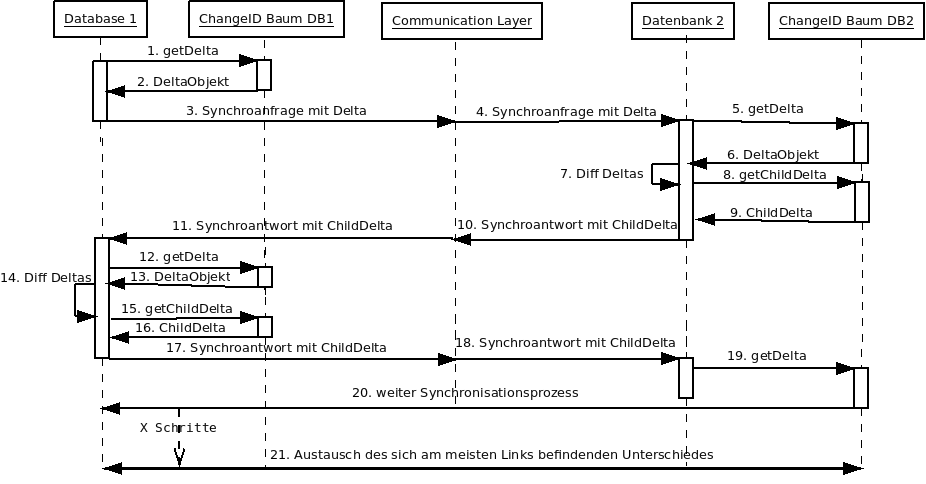 Database 1
ChangeID Baum DB1
Communication Layer
Datenbank 2
ChangeID Baum DB2
1. getDelta
2. DeltaObjekt
3. Synchroanfrage mit Delta
4. Synchroanfrage mit Delta
5. getDelta
6. DeltaObjekt
7. Diff Deltas
8. getChildDelta
9. ChildDelta
10. Synchroantwort mit ChildDelta
11. Synchroantwort mit ChildDelta
12. getDelta
13. DeltaObjekt
14. Diff Deltas
15. getChildDelta
16. ChildDelta
17. Synchroantwort mit ChildDelta
18. Synchroantwort mit ChildDelta
19. getDelta
20. weiter Synchronisationsprozess
X Schritte
21. Austausch des sich am meisten Links befindenden Unterschiedes